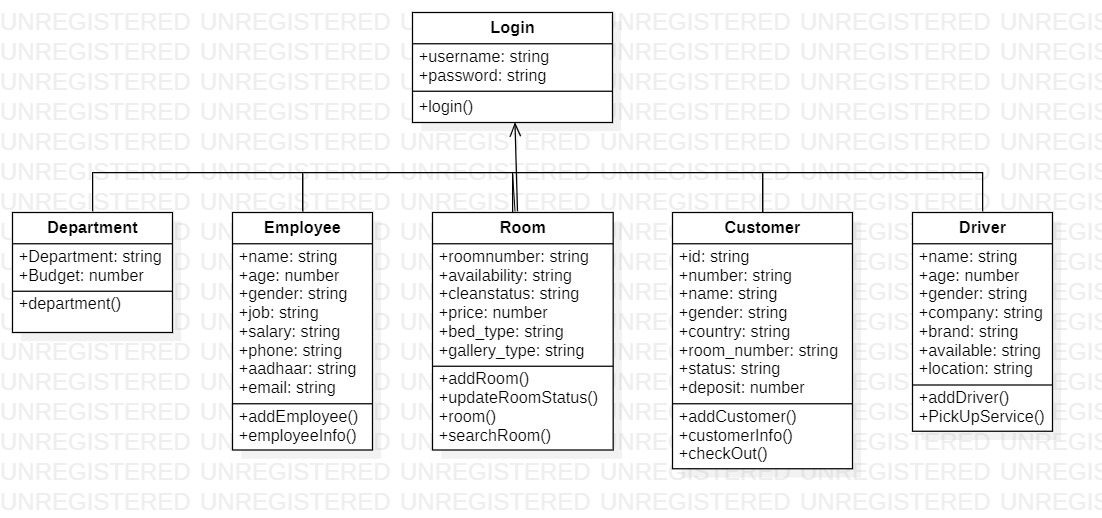 Login
+username: string
+password: string
+login()
Department
+Department: string
+Budget: number
+department()
Employee
+name: string
+age: number
+gender: string
+job: string
+salary: string
+phone: string
+aadhaar: string
+email: string
+addEmployee()
+employeeInfo()
Room
+roomnumber: string
+availability: string
+cleanstatus: string
+price: number
+bed_type: string
+gallery_type: string
+addRoom()
+updateRoomStatus()
+room()
+searchRoom()
Customer
+id: string
+number: string
+name: string
+gender: string
+country: string
+room_number: string
+status: string
+deposit: number
+addCustomer()
+customerInfo()
+checkOut()
Driver
+name: string
+age: number
+gender: string
+company: string
+brand: string
+available: string
+location: string
+addDriver()
+PickUpService()
UNREGISTERED